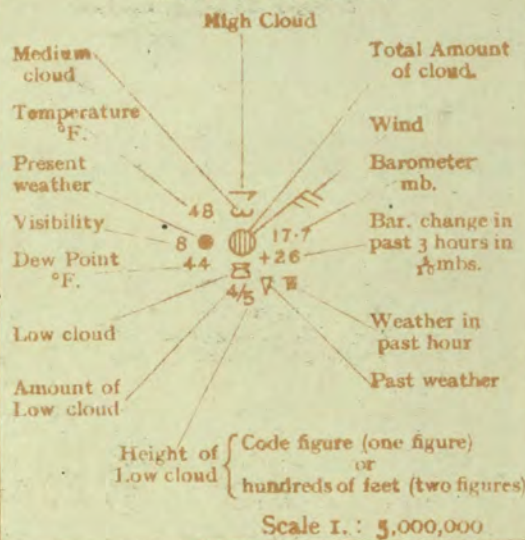 High Cloud
Medium
cloud
Total Amount
of cloud.
Temperature
°F.
Wind
Present
weather
Barometer
mb.
48
Visibility
8
17.7
Bar. change in
past 3 hours in
1/10 mbs.
+26
Dew Point
°F.
44
4/5
Low cloud
Weather in
past hour
Amount of
Low cloud
Past weather
Height of
Low cloud
Code figure (one figure)
or
hundreds of feet (two figures)
Scale 1.: 5,000,000